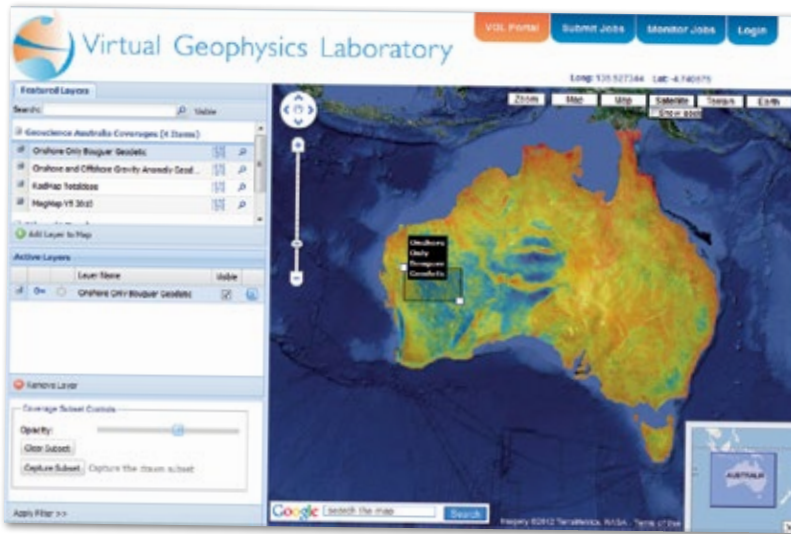 Virtual Geophysics Laboratory
VGL Portal Submit Jobs Monitor Jobs Login
Featured Layers
Search: Visible
Geoscience Australia Coverages (4 Items)
Onshore Only Bouguer Geodetic
Onshore and Offshore Gravity Anomaly Geod...
RadMap Totaldose
MagMap V5 2010
Add Layer to Map
Active Layers
Layer Name Visible
Onshore Only Bouguer Geodetic
Remove Layer
Coverage Subset Controls
Opacity:
Clear Subset
Capture Subset Capture the drawn subset
Apply Filter >>
Zoom Map Map Satellite Terrain Earth
Onshore
Only
Bouguer
Geodetic
AUSTRALIA
Google search the map Search
Imagery ©2012 TerraMetrics, NASA - Terms of Use